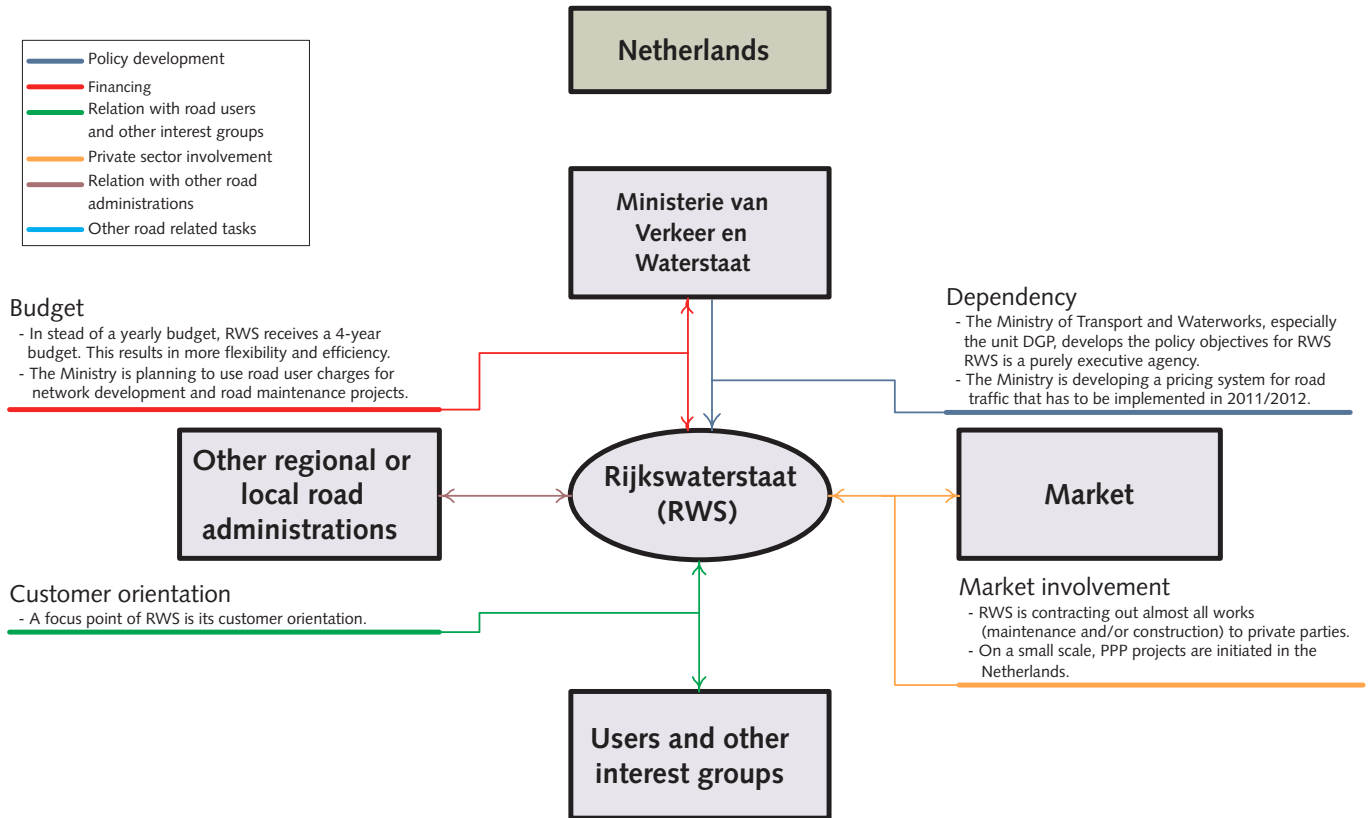 Netherlands
Policy development
Financing
Relation with road users
and other interest groups
Private sector involvement
Relation with other road
administrations
Other road related tasks
Ministerie van
Verkeer en
Waterstaat
Budget
- In stead of a yearly budget, RWS receives a 4-year
budget. This results in more flexibility and efficiency.
- The Ministry is planning to use road user charges for
network development and road maintenance projects.
Dependency
- The Ministry of Transport and Waterworks, especially
the unit DGP, develops the policy objectives for RWS
RWS is a purely executive agency.
- The Ministry is developing a pricing system for road
traffic that has to be implemented in 2011/2012.
Other regional or
local road
administrations
Rijkswaterstaat
(RWS)
Market
Customer orientation
- A focus point of RWS is its customer orientation.
Market involvement
- RWS is contracting out almost all works
(maintenance and/or construction) to private parties.
- On a small scale, PPP projects are initiated in the
Netherlands.
Users and other
interest groups